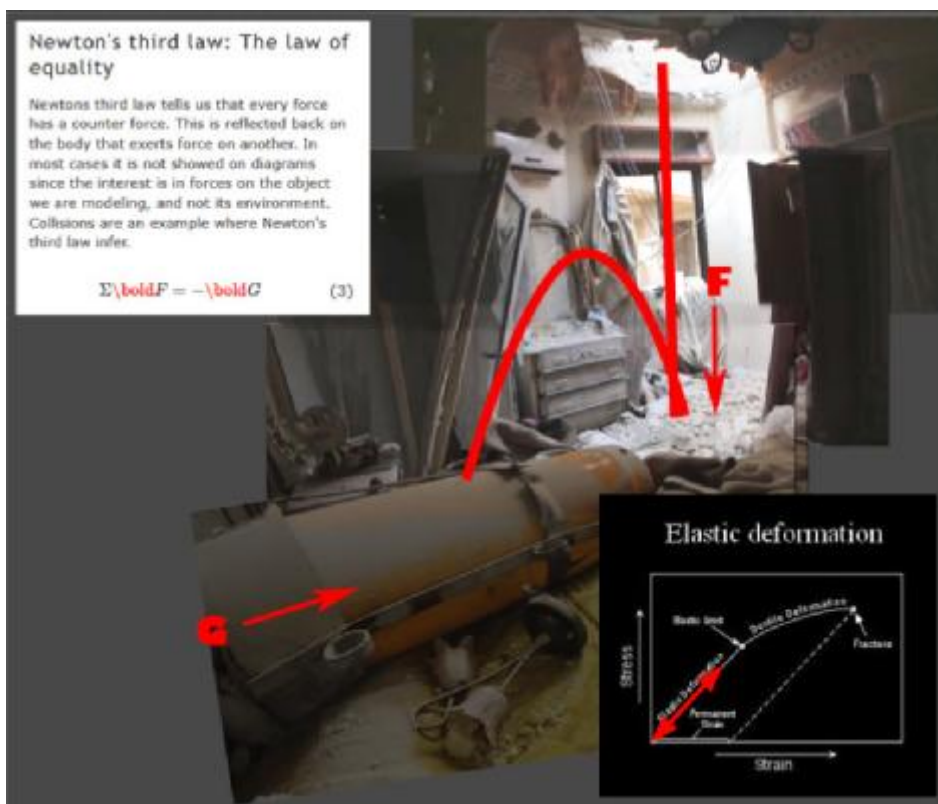 Newton's third law: The law of
equality
Newtons third law tells us that every force
has a counter force. This is reflected back on
the body that exerts force on another. In
most cases it is not showed on diagrams
since the interest is in forces on the object
we are modeling, and not its environment.
Collisions are an example where Newton's
third law infer.
Σ\boldF = −\boldG (3)
F
G
Elastic deformation
Stress
Elastic limit
Ductile Deformation
Fracture
Elastic Deformation
Permanent
Strain
Strain